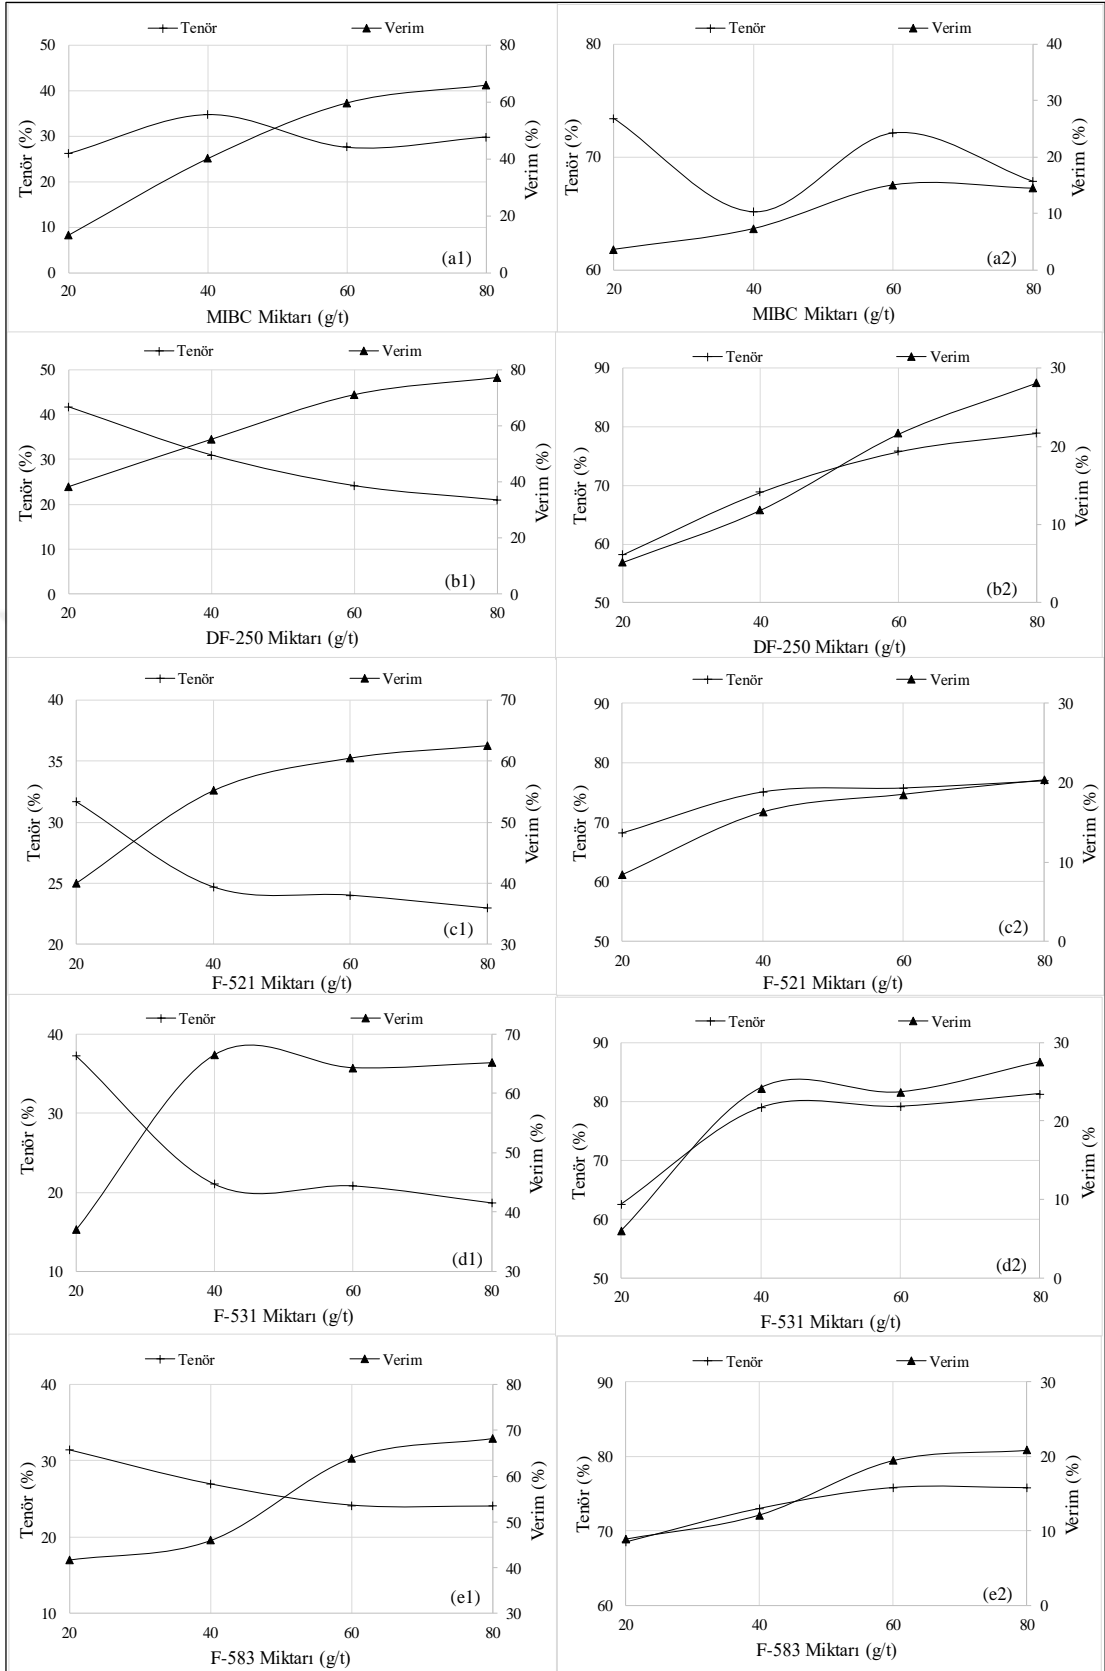 Tenör Verim
50 80
40 60
30 40
20 20
10 0
0
Tenör (%)
Verim (%)
(a1)
20 40 60 80
MIBC Miktarı (g/t)
Tenör Verim
80 40
70 30
60 20
10
0
Tenör (%)
Verim (%)
(a2)
20 40 60 80
MIBC Miktarı (g/t)
Tenör Verim
50 80
40 60
30 40
20 20
10 0
0
Tenör (%)
Verim (%)
(b1)
20 40 60 80
DF-250 Miktarı (g/t)
Tenör Verim
90 30
80 20
70 10
60 0
50
Tenör (%)
Verim (%)
(b2)
20 40 60 80
DF-250 Miktarı (g/t)
Tenör Verim
40 70
35 60
30 50
25 40
20 30
Tenör (%)
Verim (%)
(c1)
20 40 60 80
F-521 Miktarı (g/t)
Tenör Verim
90 30
80 20
70 10
60 0
50
Tenör (%)
Verim (%)
(c2)
20 40 60 80
F-521 Miktarı (g/t)
Tenör Verim
40 70
30 60
20 50
10 40
30
Tenör (%)
Verim (%)
(d1)
20 40 60 80
F-531 Miktarı (g/t)
Tenör Verim
90 30
80 20
70 10
60 0
50
Tenör (%)
Verim (%
(d2)
20 40 60 80
F-531 Miktarı (g/t)
Tenör Verim
40 80
30 70
20 60
10 50
40
30
Tenör (%)
Verim (%)
(e1)
20 40 60 80
F-583 Miktarı (g/t)
Tenör Verim
90 30
80 20
70 10
60 0
Tenör (%)
Verim (%)
(e2)
20 40 60 80
F-583 Miktarı (g/t)